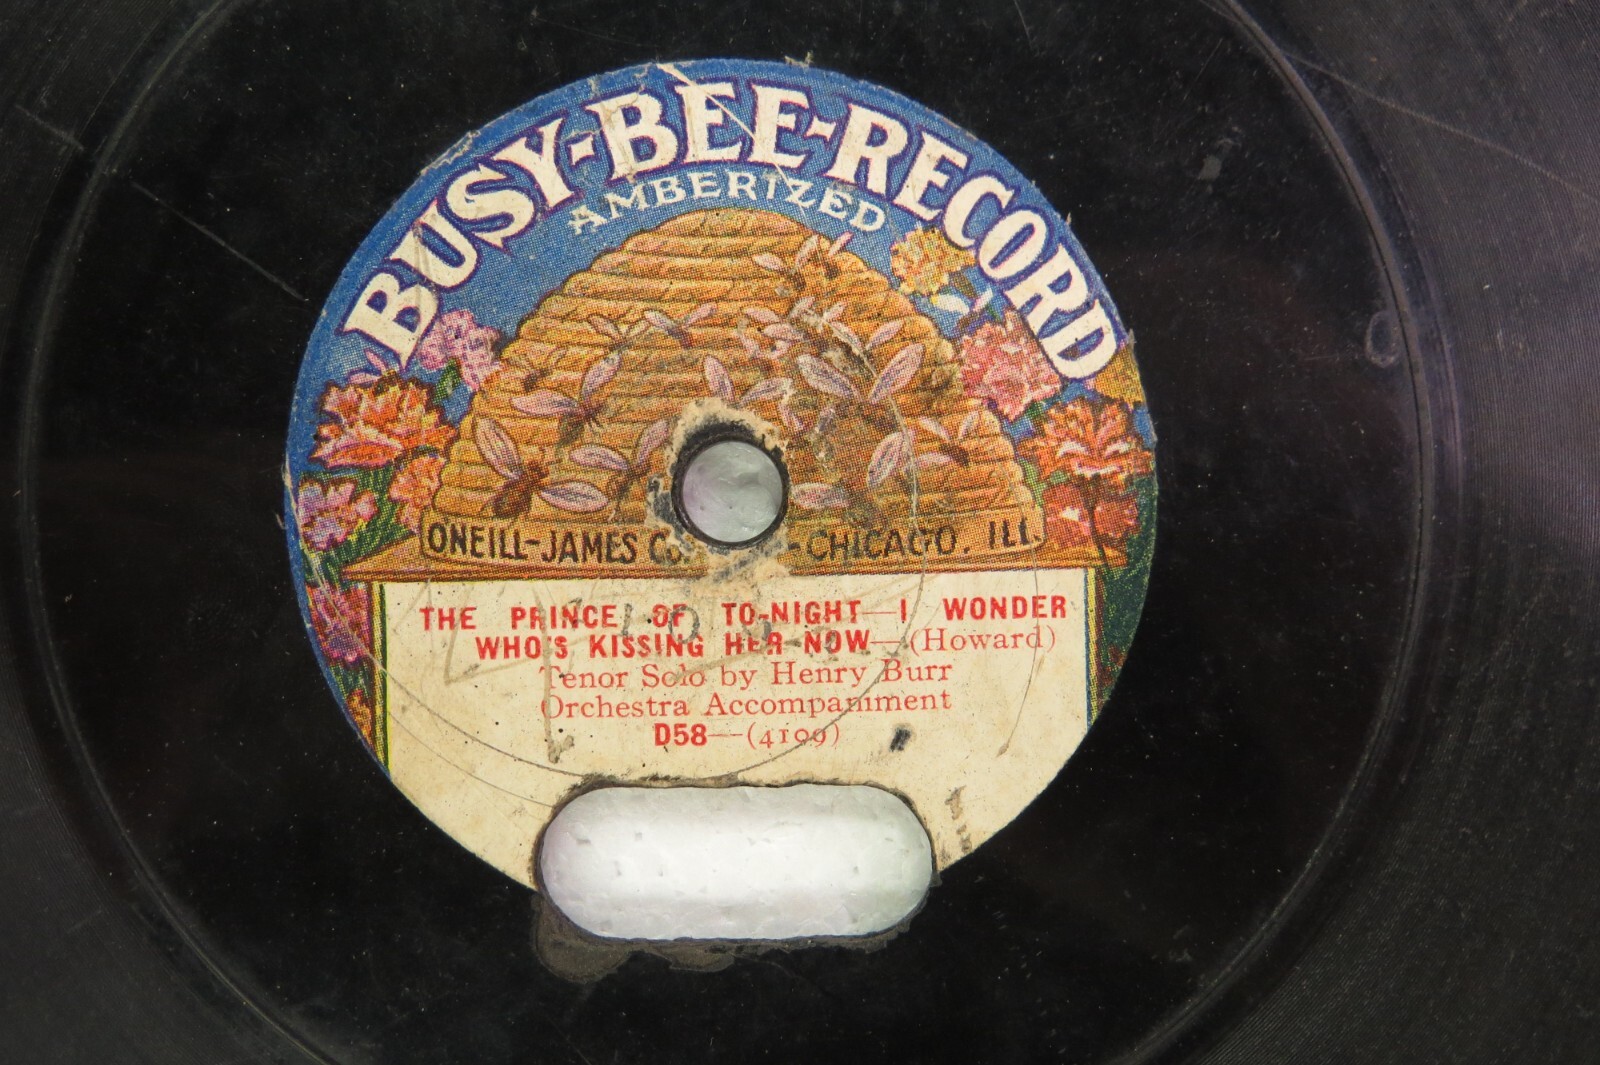 BUSY-BEE-RECORD
AMBERIZED
ONEILL-JAMES Co. -CHICAGO. ILL.
THE PRINCE OF TO-NIGHT—I WONDER
WHO'S KISSING HER NOW—(Howard)
Tenor Solo by Henry Burr
Orchestra Accompaniment
D58—(4109)